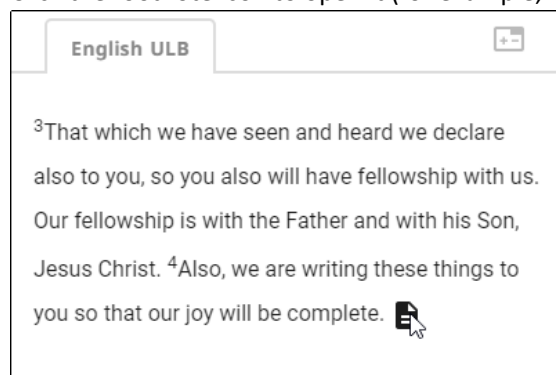 English ULB
³That which we have seen and heard we declare
also to you, so you also will have fellowship with us.
Our fellowship is with the Father and with his Son,
Jesus Christ. ⁴Also, we are writing these things to
you so that our joy will be complete.